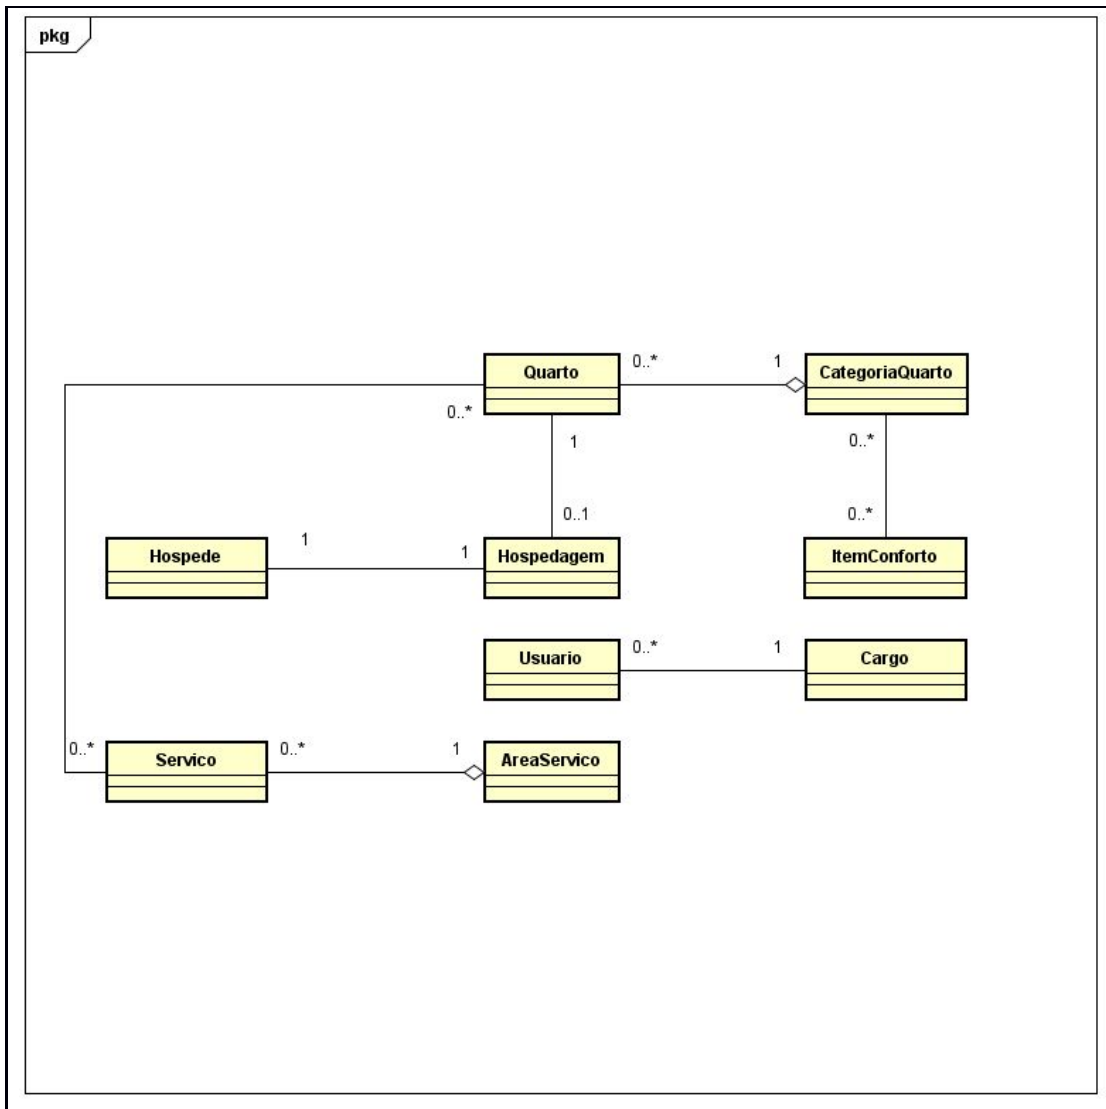 pkg
Quarto
0..*
1
CategoriaQuarto
0..*
1
0..*
0..1
0..*
Hospede
1
1
Hospedagem
ItemConforto
Usuario
0..*
1
Cargo
0..*
Servico
0..*
1
AreaServico